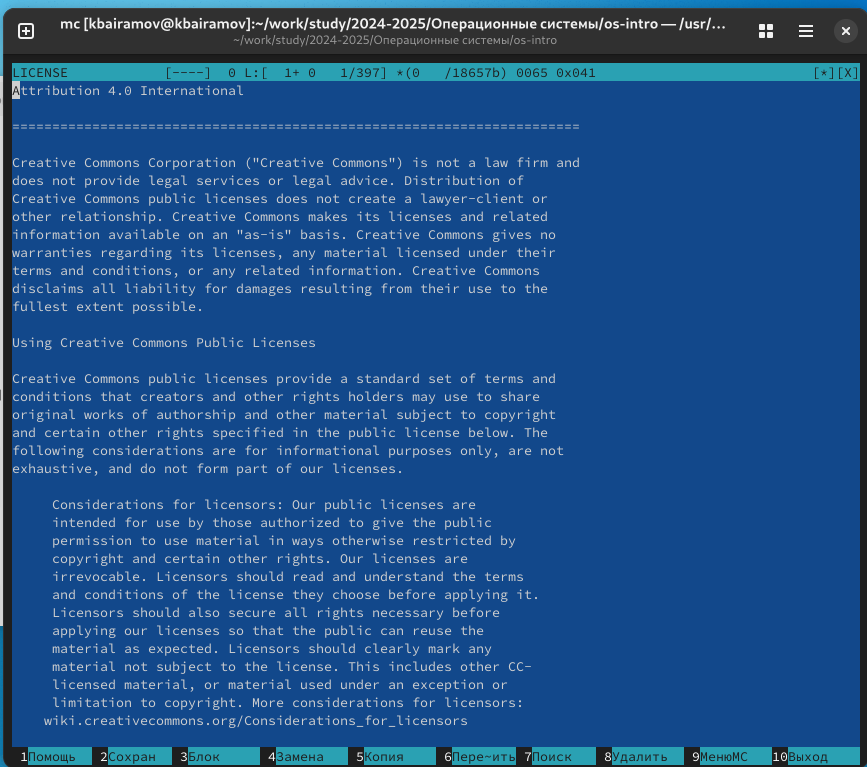 mc [kbairamov@kbairamov]:~/work/study/2024-2025/Операционные системы/os-intro — /usr/…
~/work/study/2024-2025/Операционные системы/os-intro
LICENSE            [----]  0 L:[  1+ 0   1/397] *(0   /18657b) 0065 0x041                           [*][X]
Attribution 4.0 International
=======================================================================
Creative Commons Corporation ("Creative Commons") is not a law firm and
does not provide legal services or legal advice. Distribution of
Creative Commons public licenses does not create a lawyer-client or
other relationship. Creative Commons makes its licenses and related
information available on an "as-is" basis. Creative Commons gives no
warranties regarding its licenses, any material licensed under their
terms and conditions, or any related information. Creative Commons
disclaims all liability for damages resulting from their use to the
fullest extent possible.
Using Creative Commons Public Licenses
Creative Commons public licenses provide a standard set of terms and
conditions that creators and other rights holders may use to share
original works of authorship and other material subject to copyright
and certain other rights specified in the public license below. The
following considerations are for informational purposes only, are not
exhaustive, and do not form part of our licenses.
     Considerations for licensors: Our public licenses are
     intended for use by those authorized to give the public
     permission to use material in ways otherwise restricted by
     copyright and certain other rights. Our licenses are
     irrevocable. Licensors should read and understand the terms
     and conditions of the license they choose before applying it.
     Licensors should also secure all rights necessary before
     applying our licenses so that the public can reuse the
     material as expected. Licensors should clearly mark any
     material not subject to the license. This includes other CC-
     licensed material, or material used under an exception or
     limitation to copyright. More considerations for licensors:
    wiki.creativecommons.org/Considerations_for_licensors
1Помощь 2Сохран 3Блок 4Замена 5Копия 6Пере~ить 7Поиск 8Удалить 9МенюMC 10Выход